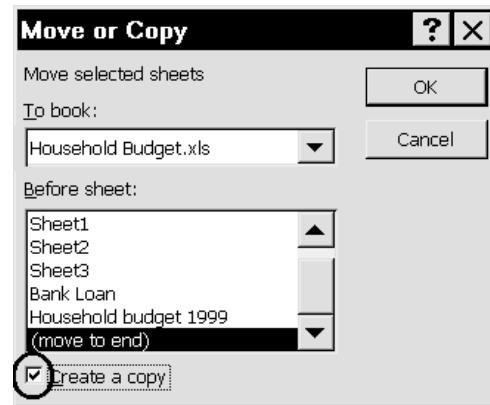 Move or Copy
Move selected sheets
To book:
Household Budget.xls
Before sheet:
Sheet1
Sheet2
Sheet3
Bank Loan
Household budget 1999
(move to end)
Create a copy
OK
Cancel